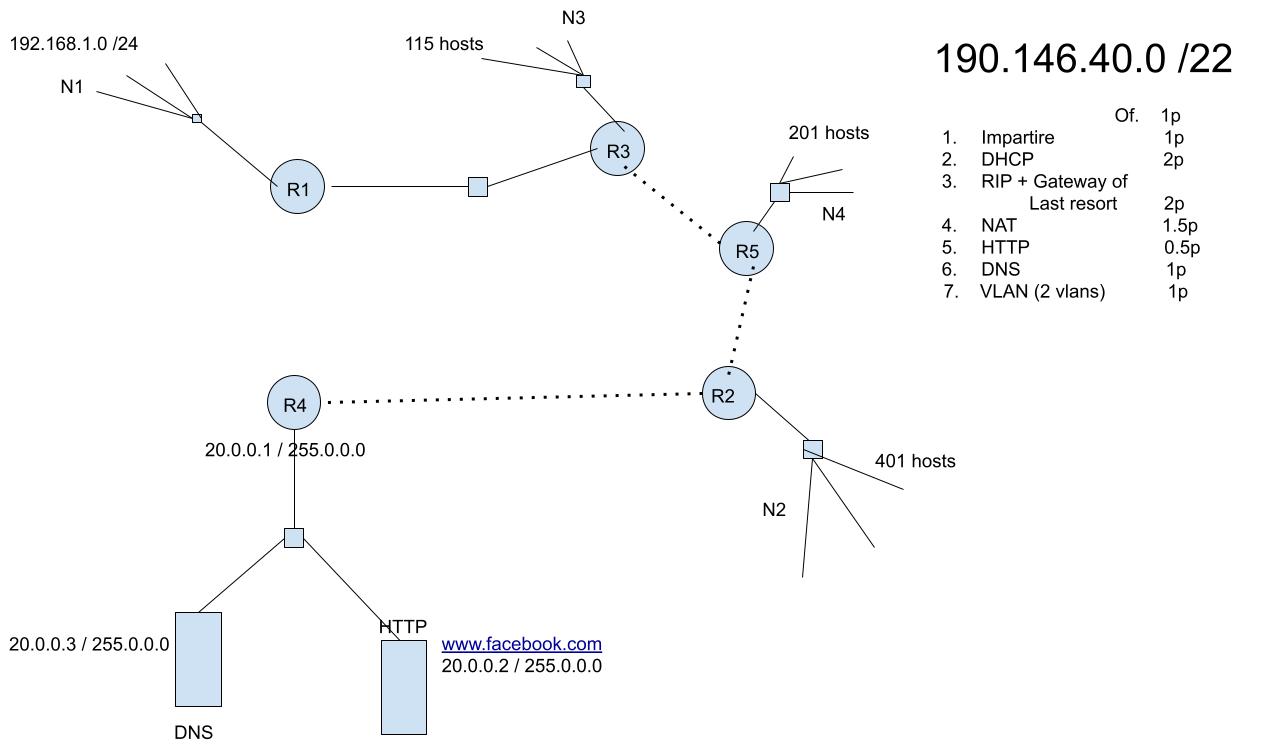 N3
192.168.1.0 /24
115 hosts
190.146.40.0 /22
N1
Of. 1p
1. Impartire 1p
2. DHCP 2p
3. RIP + Gateway of
Last resort 2p
4. NAT 1.5p
5. HTTP 0.5p
6. DNS 1p
7. VLAN (2 vlans) 1p
201 hosts
R3
R1
N4
R5
R2
R4
20.0.0.1 / 255.0.0.0
401 hosts
N2
HTTP
20.0.0.3 / 255.0.0.0
www.facebook.com
20.0.0.2 / 255.0.0.0
DNS